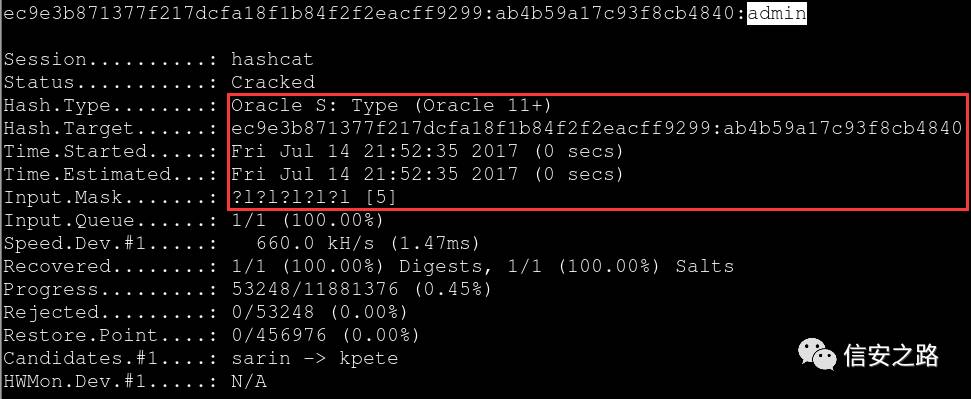 ec9e3b871377f217dcfa18f1b84f2f2eacff9299:ab4b59a17c93f8cb4840:admin
Session..........: hashcat
Status...........: Cracked
Hash.Type........: Oracle S: Type (Oracle 11+)
Hash.Target......: ec9e3b871377f217dcfa18f1b84f2f2eacff9299:ab4b59a17c93f8cb4840
Time.Started.....: Fri Jul 14 21:52:35 2017 (0 secs)
Time.Estimated...: Fri Jul 14 21:52:35 2017 (0 secs)
Input.Mask.......: ?l?l?l?l?l [5]
Input.Queue......: 1/1 (100.00%)
Speed.Dev.#1.....:   660.0 kH/s (1.47ms)
Recovered........: 1/1 (100.00%) Digests, 1/1 (100.00%) Salts
Progress.........: 53248/11881376 (0.45%)
Rejected.........: 0/53248 (0.00%)
Restore.Point....: 0/456976 (0.00%)
Candidates.#1....: sarin -> kpete
HWMon.Dev.#1.....: N/A
信安之路